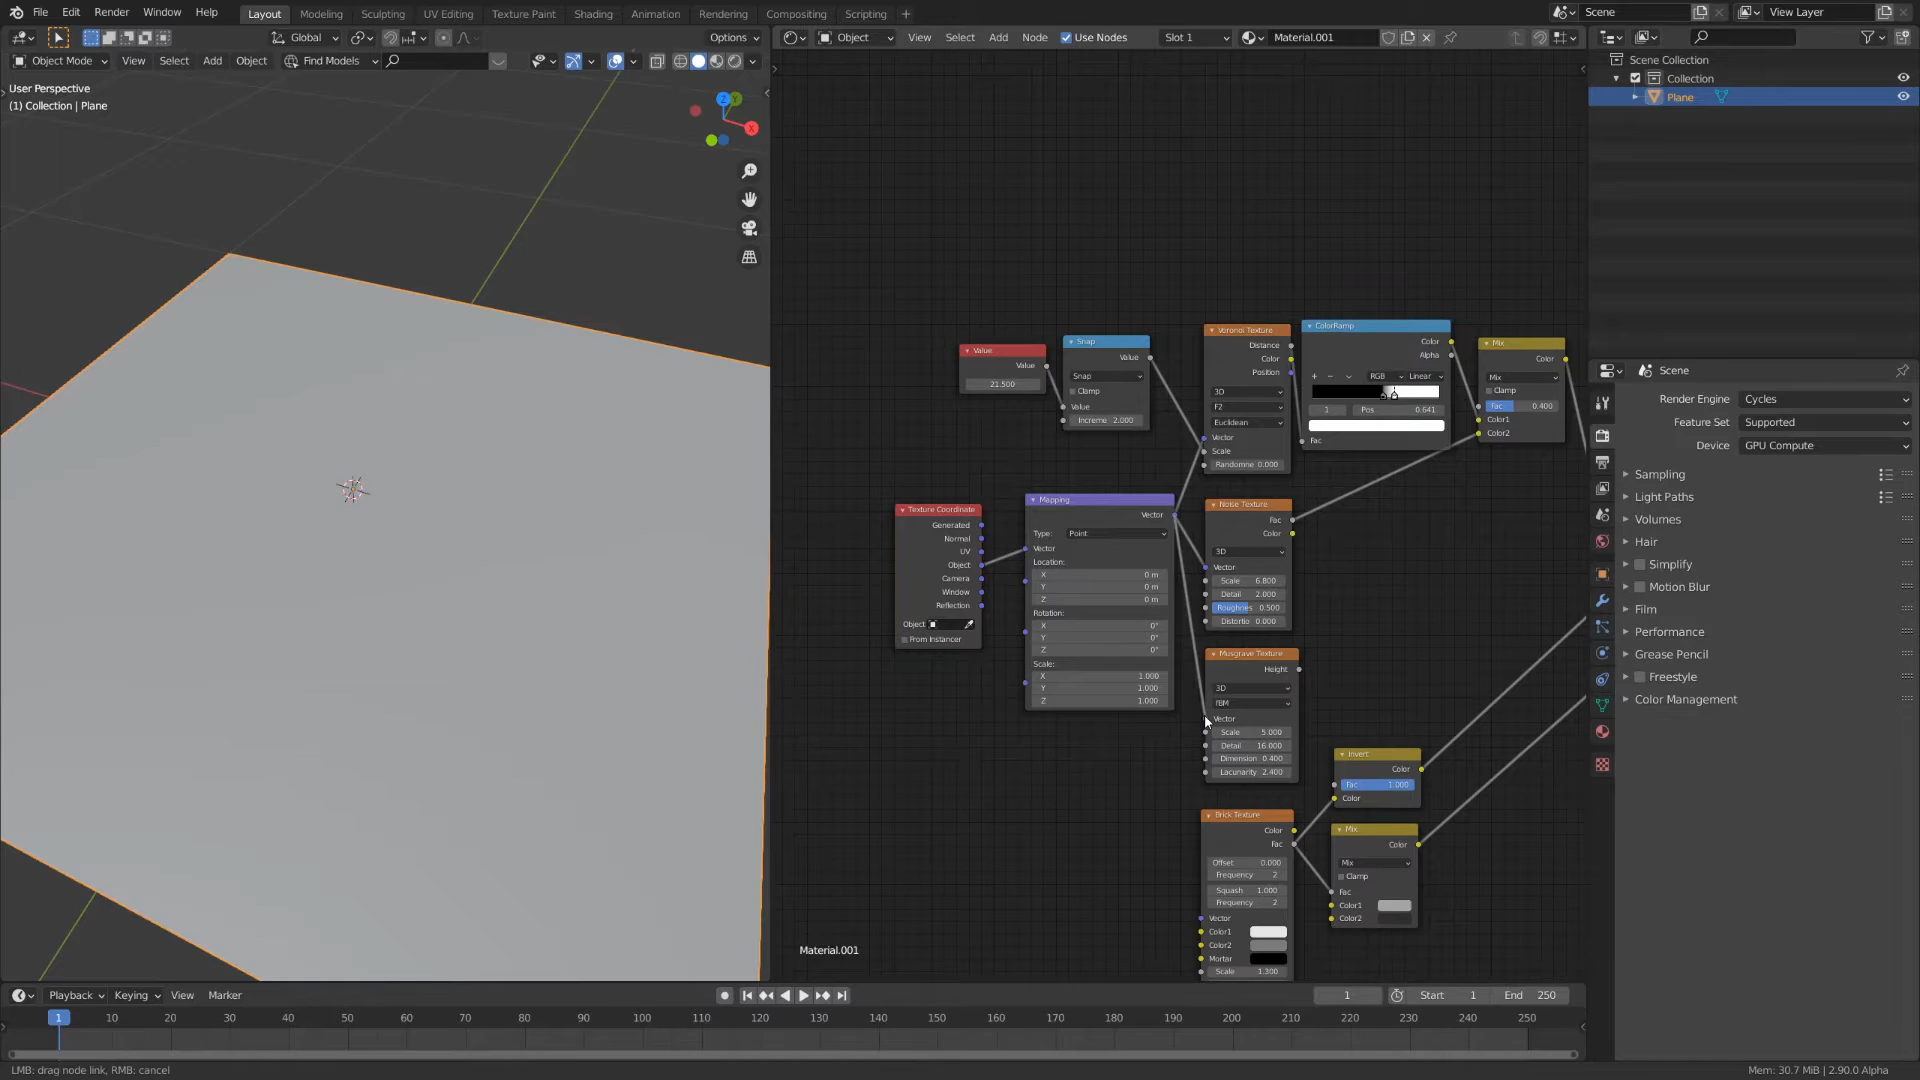 File Edit Render Window Help
Layout Modeling Sculpting UV Editing Texture Paint Shading Animation Rendering Compositing Scripting +
Scene View Layer
Global Options
Object View Select Add Node Use Nodes Slot 1 Material.001
Object Mode View Select Add Object Find Models
User Perspective
(1) Collection | Plane
Scene Collection
Collection
Plane
Z
Y
X
Value
Value
21.500
Snap
Value
Snap
Clamp
Value
Increme 2.000
Voronoi Texture
Distance
Color
Position
3D
F2
Euclidean
Vector
Scale
Randomne 0.000
ColorRamp
Color
Alpha
+ - RGB Linear
1 Pos 0.641
Fac
Mix
Color
Mix
Clamp
Fac 0.400
Color1
Color2
Texture Coordinate
Generated
Normal
UV
Object
Camera
Window
Reflection
Object
From Instancer
Mapping
Vector
Type: Point
Vector
Location:
X 0 m
Y 0 m
Z 0 m
Rotation:
X 0°
Y 0°
Z 0°
Scale:
X 1.000
Y 1.000
Z 1.000
Noise Texture
Fac
Color
3D
Vector
Scale 6.800
Detail 2.000
Roughnes 0.500
Distortio 0.000
Musgrave Texture
Height
3D
fBM
Vector
Scale 5.000
Detail 16.000
Dimension 0.400
Lacunarity 2.400
Invert
Color
Fac 1.000
Color
Brick Texture
Color
Fac
Offset 0.000
Frequency 2
Squash 1.000
Frequency 2
Vector
Color1
Color2
Mortar
Scale 1.300
Mix
Color
Mix
Clamp
Fac
Color1
Color2
Material.001
Scene
Render Engine Cycles
Feature Set Supported
Device GPU Compute
Sampling
Light Paths
Volumes
Hair
Simplify
Motion Blur
Film
Performance
Grease Pencil
Freestyle
Color Management
Playback Keying View Marker
1 Start 1 End 250
1 10 20 30 40 50 60 70 80 90 100 110 120 130 140 150 160 170 180 190 200 210 220 230 240 250
LMB: drag node link, RMB: cancel
Mem: 30.7 MiB | 2.90.0 Alpha